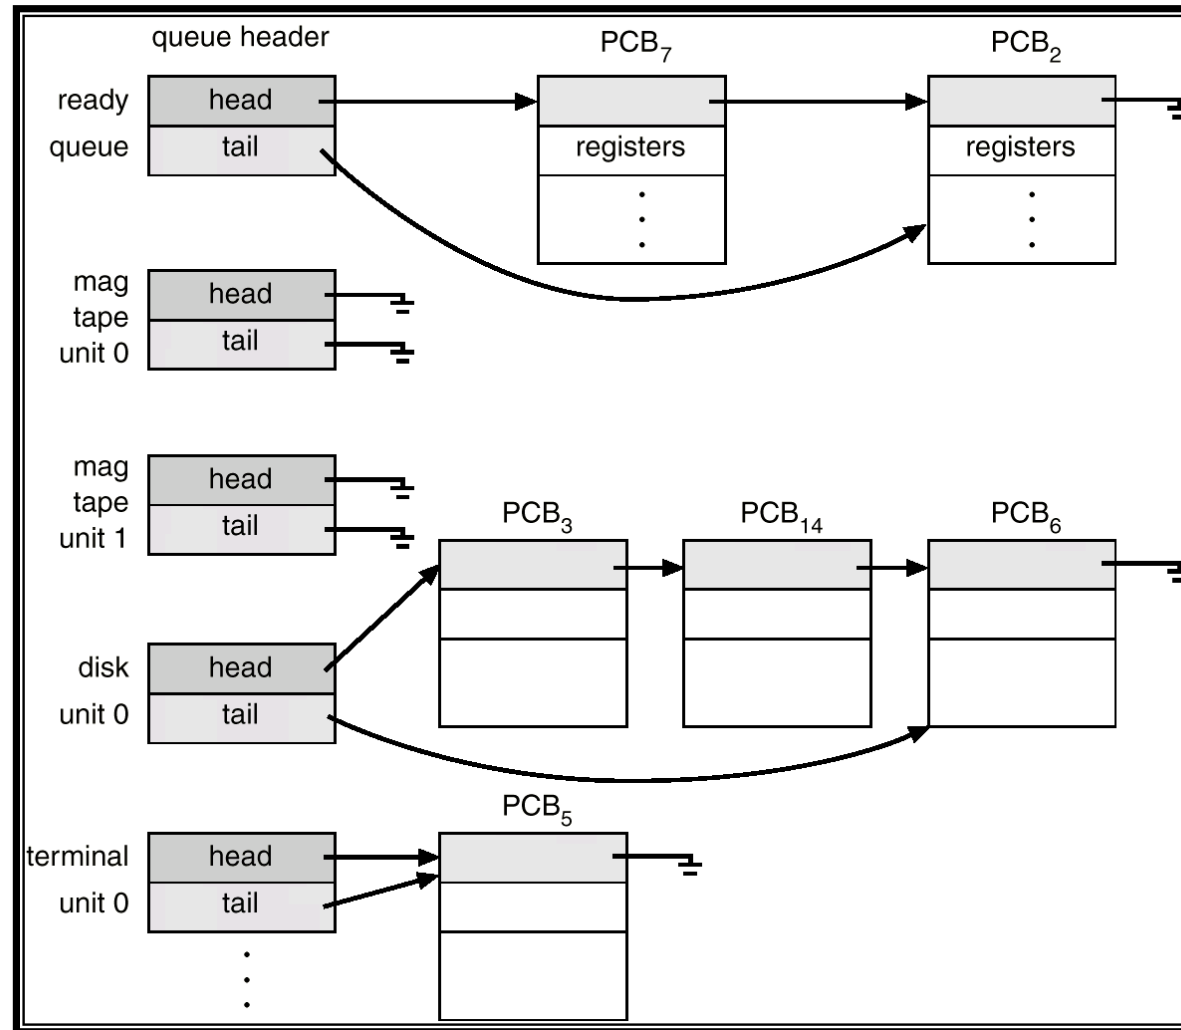 queue header
PCB7
PCB2
ready
queue
head
tail
registers
registers
mag
tape
unit 0
head
tail
mag
tape
unit 1
head
tail
PCB3
PCB14
PCB6
disk
unit 0
head
tail
PCB5
terminal
unit 0
head
tail